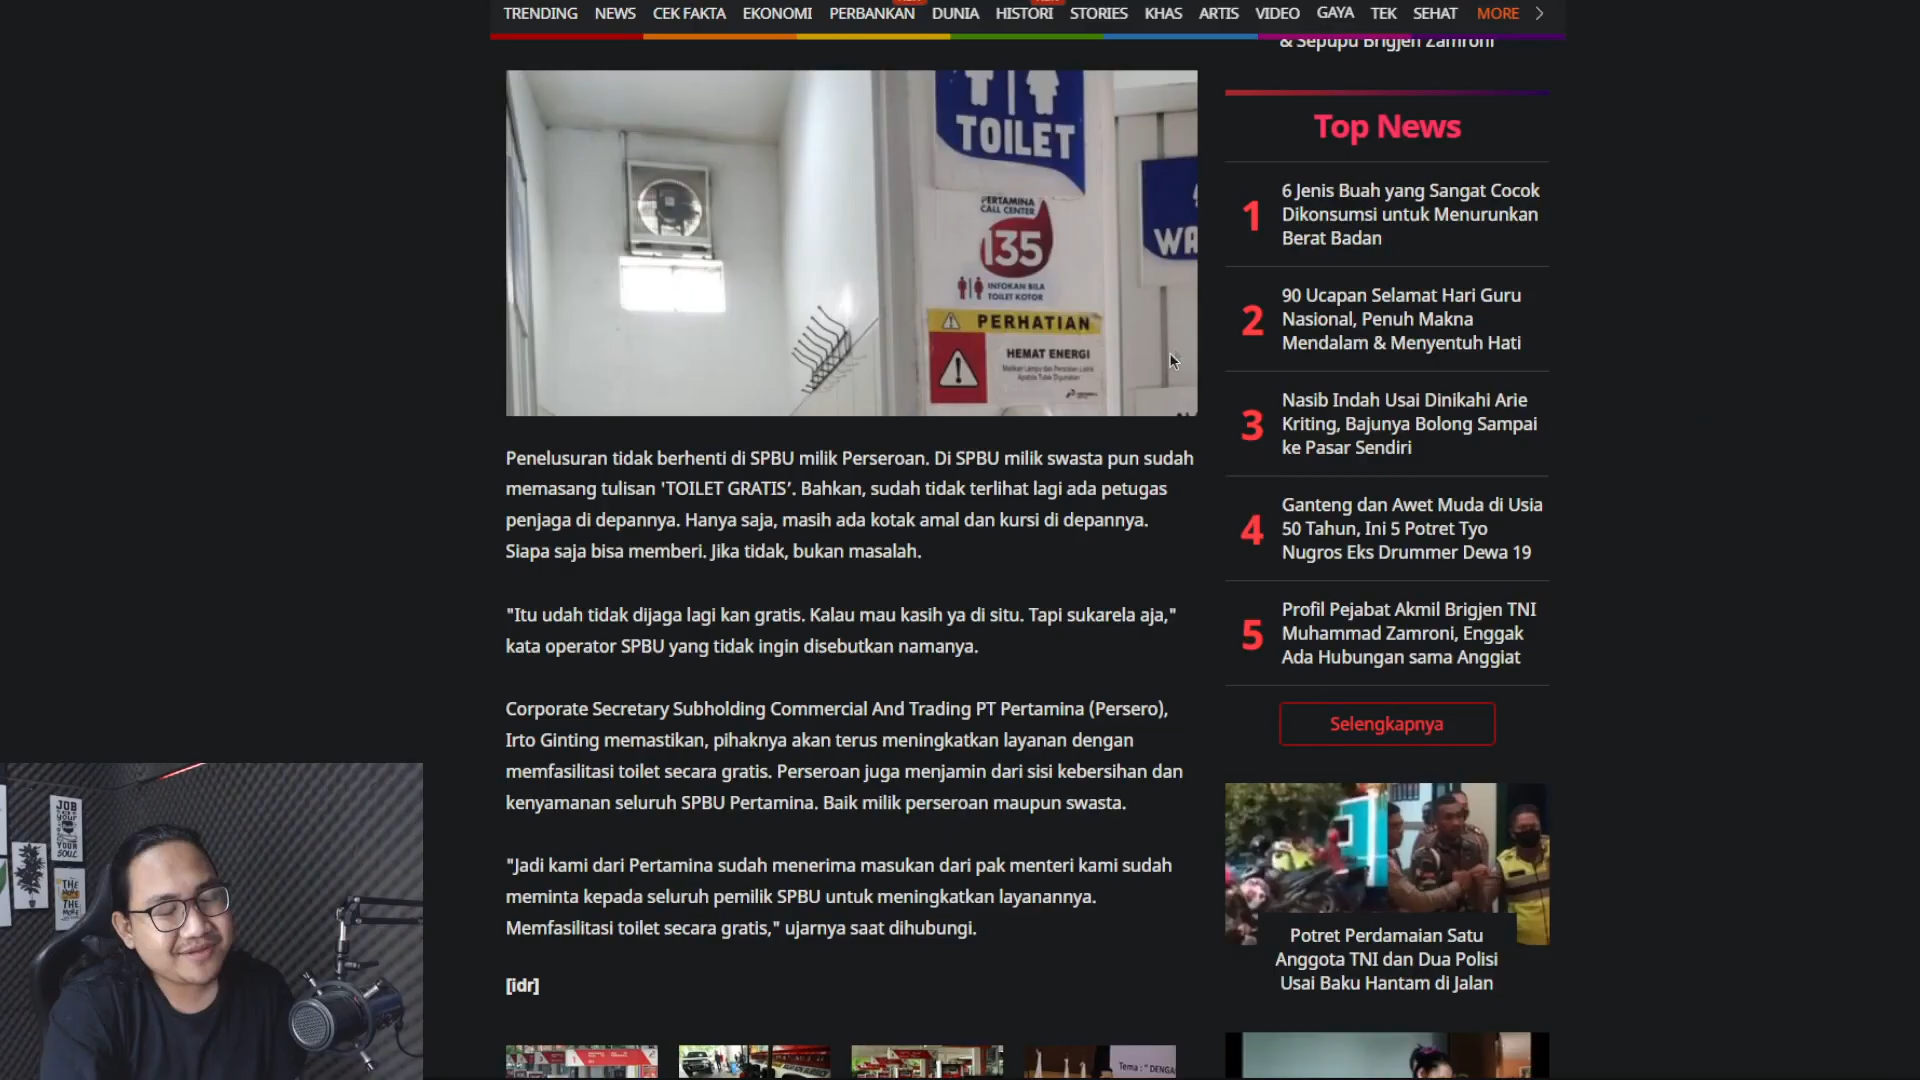 TRENDING NEWS CEK FAKTA EKONOMI PERBANKAN DUNIA HISTORI STORIES KHAS ARTIS VIDEO GAYA TEK SEHAT MORE
& Sepupu Brigjen Zamroni
TOILET
PERTAMINA
CALL CENTER
135
INFOKAN BILA
TOILET KOTOR
WA
PERHATIAN
HEMAT ENERGI
Penelusuran tidak berhenti di SPBU milik Perseroan. Di SPBU milik swasta pun sudah
memasang tulisan 'TOILET GRATIS’. Bahkan, sudah tidak terlihat lagi ada petugas
penjaga di depannya. Hanya saja, masih ada kotak amal dan kursi di depannya.
Siapa saja bisa memberi. Jika tidak, bukan masalah.
"Itu udah tidak dijaga lagi kan gratis. Kalau mau kasih ya di situ. Tapi sukarela aja,"
kata operator SPBU yang tidak ingin disebutkan namanya.
Corporate Secretary Subholding Commercial And Trading PT Pertamina (Persero),
Irto Ginting memastikan, pihaknya akan terus meningkatkan layanan dengan
memfasilitasi toilet secara gratis. Perseroan juga menjamin dari sisi kebersihan dan
kenyamanan seluruh SPBU Pertamina. Baik milik perseroan maupun swasta.
"Jadi kami dari Pertamina sudah menerima masukan dari pak menteri kami sudah
meminta kepada seluruh pemilik SPBU untuk meningkatkan layanannya.
Memfasilitasi toilet secara gratis," ujarnya saat dihubungi.
[idr]
Tema : " DENGA
Top News
1
6 Jenis Buah yang Sangat Cocok
Dikonsumsi untuk Menurunkan
Berat Badan
2
90 Ucapan Selamat Hari Guru
Nasional, Penuh Makna
Mendalam & Menyentuh Hati
3
Nasib Indah Usai Dinikahi Arie
Kriting, Bajunya Bolong Sampai
ke Pasar Sendiri
4
Ganteng dan Awet Muda di Usia
50 Tahun, Ini 5 Potret Tyo
Nugros Eks Drummer Dewa 19
5
Profil Pejabat Akmil Brigjen TNI
Muhammad Zamroni, Enggak
Ada Hubungan sama Anggiat
Selengkapnya
Potret Perdamaian Satu
Anggota TNI dan Dua Polisi
Usai Baku Hantam di Jalan
JOB
YOUR
SOUL
THE
MORE
THE